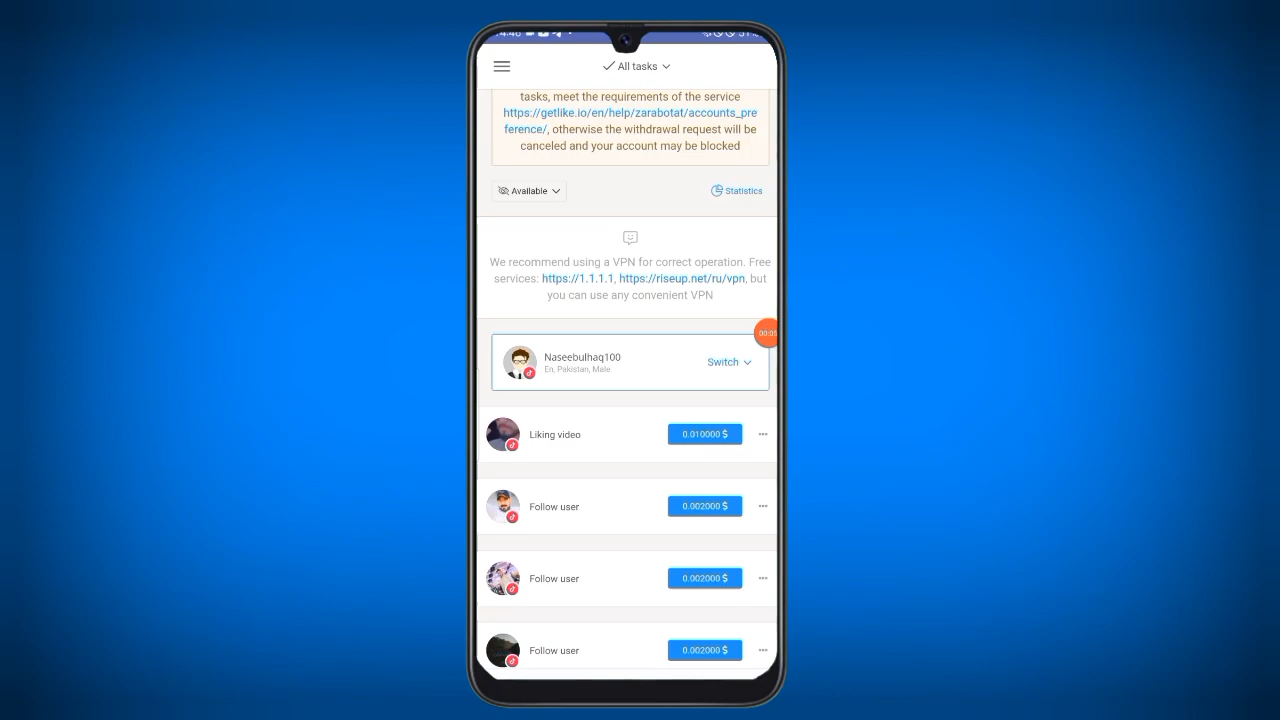 14:46
All tasks
tasks, meet the requirements of the service
https://getlike.io/en/help/zarabotat/accounts_pre
ference/, otherwise the withdrawal request will be
canceled and your account may be blocked
Available
Statistics
We recommend using a VPN for correct operation. Free
services: https://1.1.1.1, https://riseup.net/ru/vpn, but
you can use any convenient VPN
Naseebulhaq100
En, Pakistan, Male
Switch
Liking video
0.010000 $
Follow user
0.002000 $
Follow user
0.002000 $
Follow user
0.002000 $